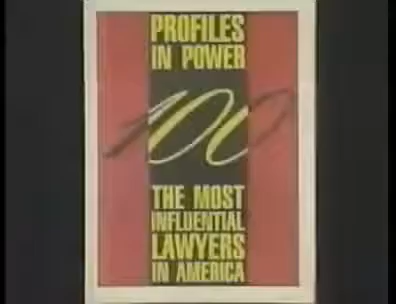 PROFILES
IN POWER
100
THE MOST
INFLUENTIAL
LAWYERS
IN AMERICA